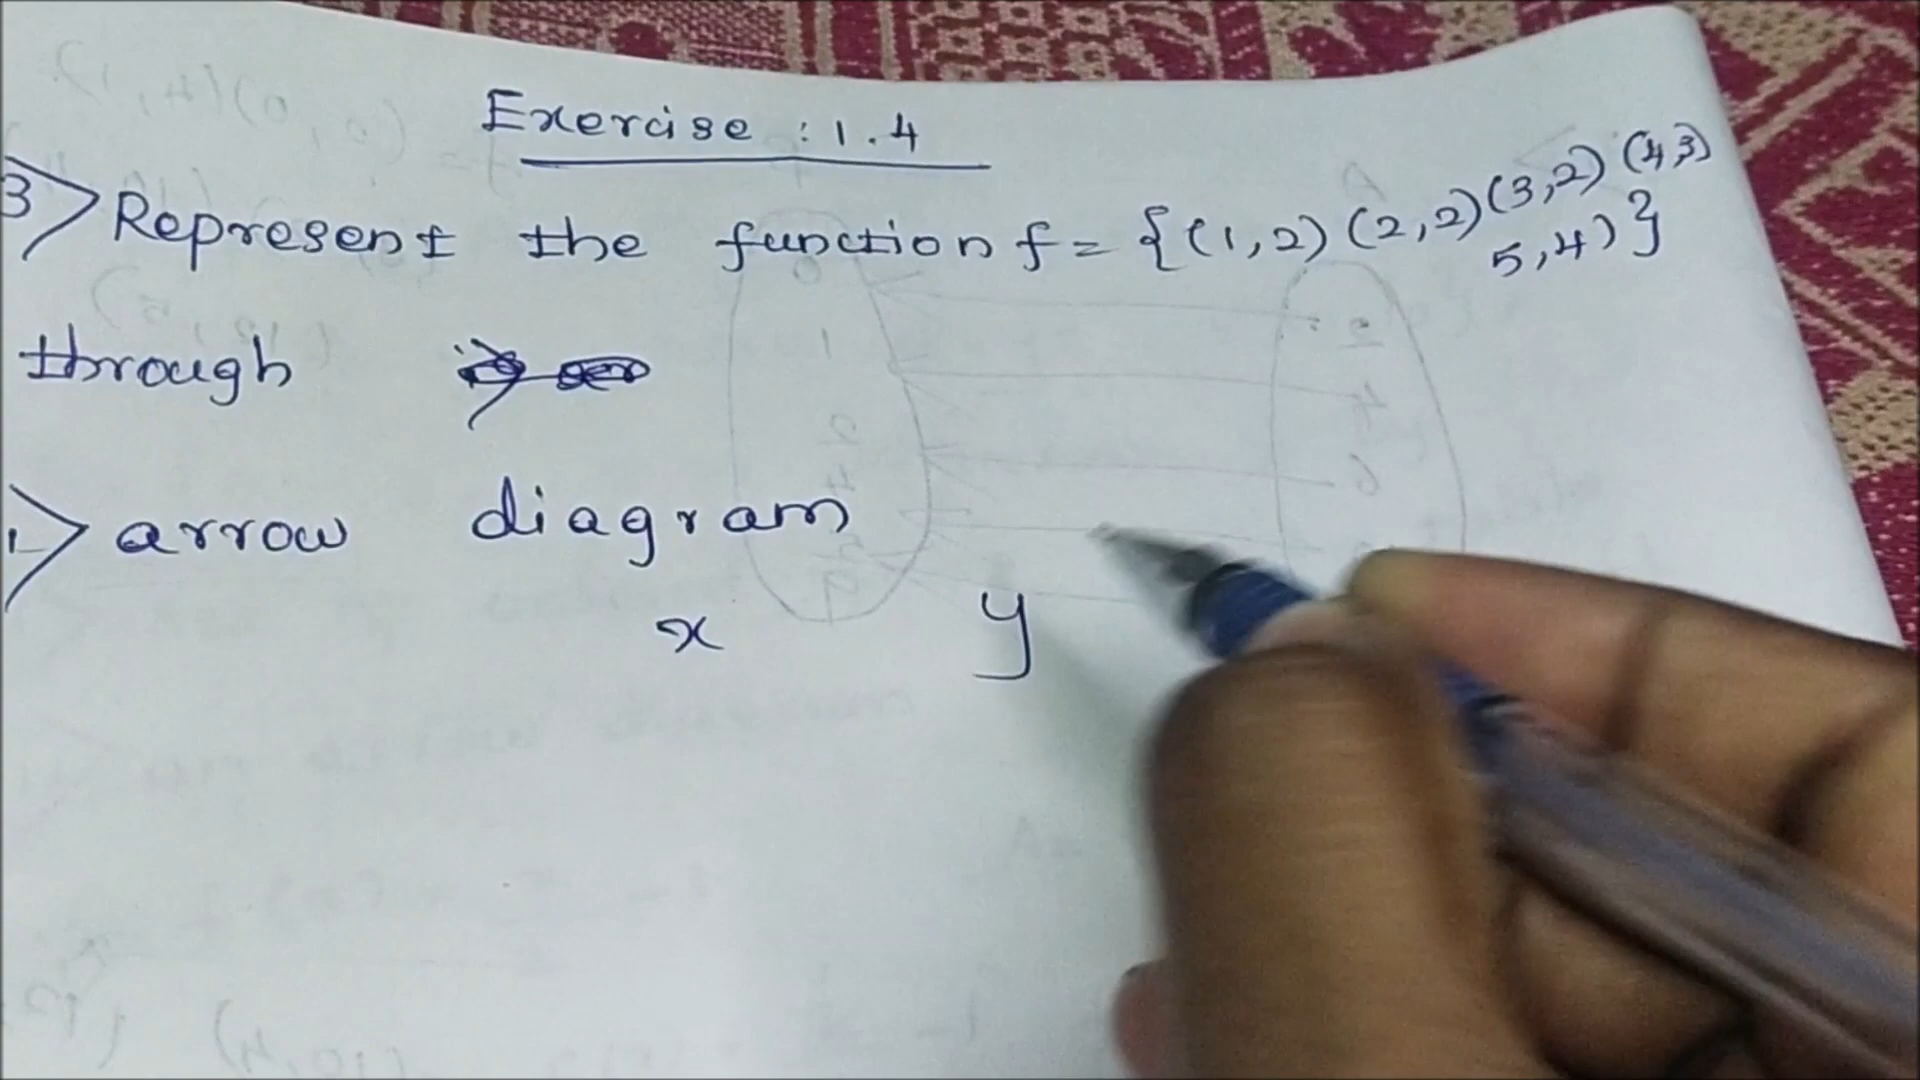 Exercise : 1.4
3> Represent the function f = {(1,2) (2,2) (3,2) (4,3)
5,4)}
through
1> arrow diagram
x y